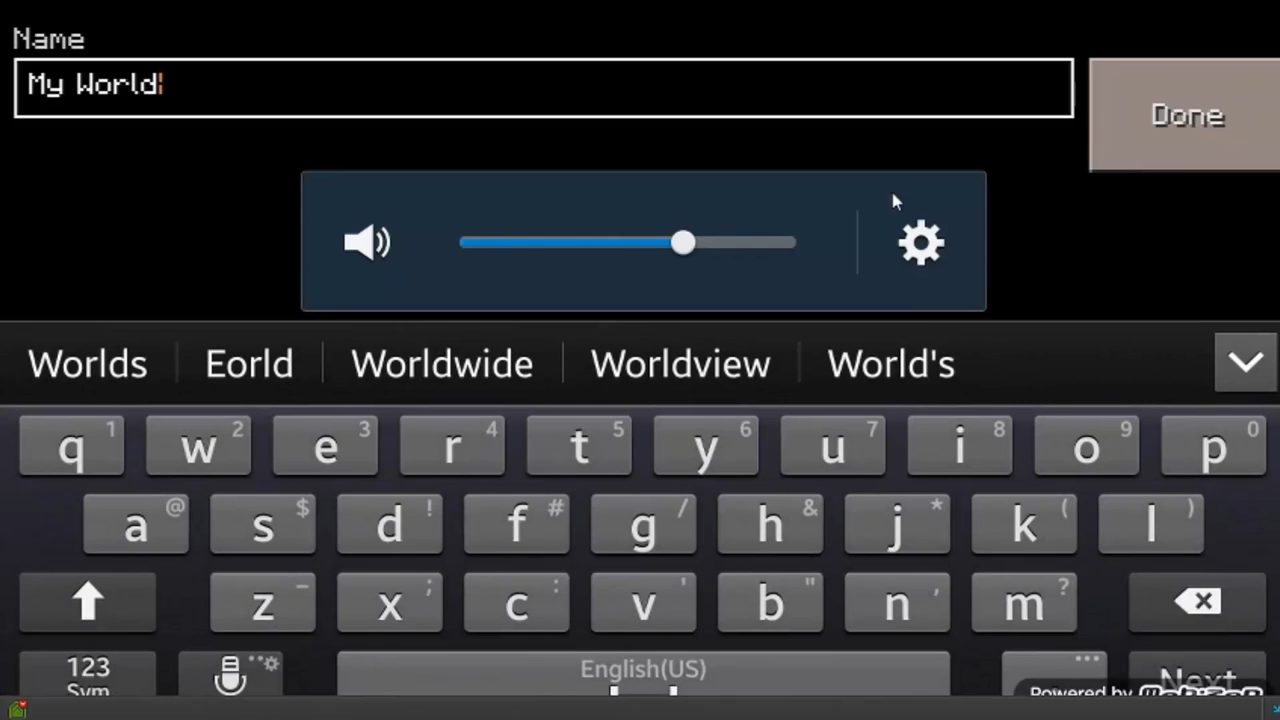 Name
My World
Done
Worlds Eorld Worldwide Worldview World's
q 1 w 2 e 3 r 4 t 5 y 6 u 7 i 8 o 9 p 0
a @ s $ d ! f # g / h & j * k ( l )
z - x ; c : v ' b " n , m ?
123 English(US) ...
Sym Next
Powered by